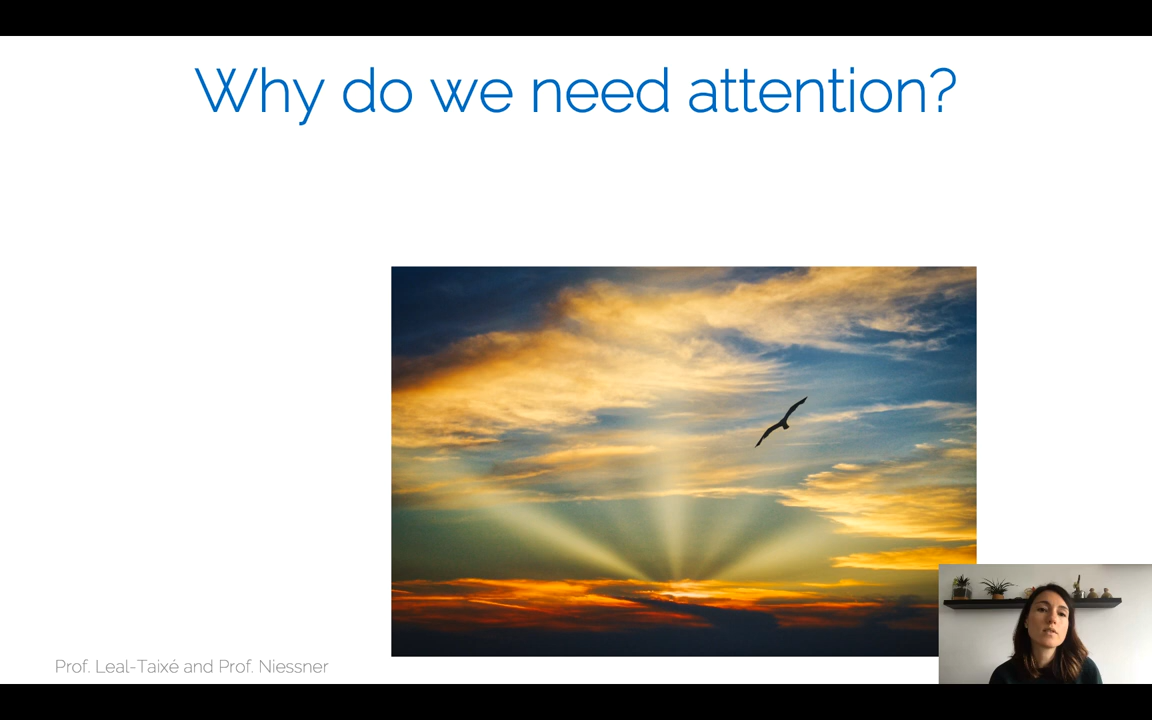 Why do we need attention?
Prof. Leal-Taixé and Prof. Niessner